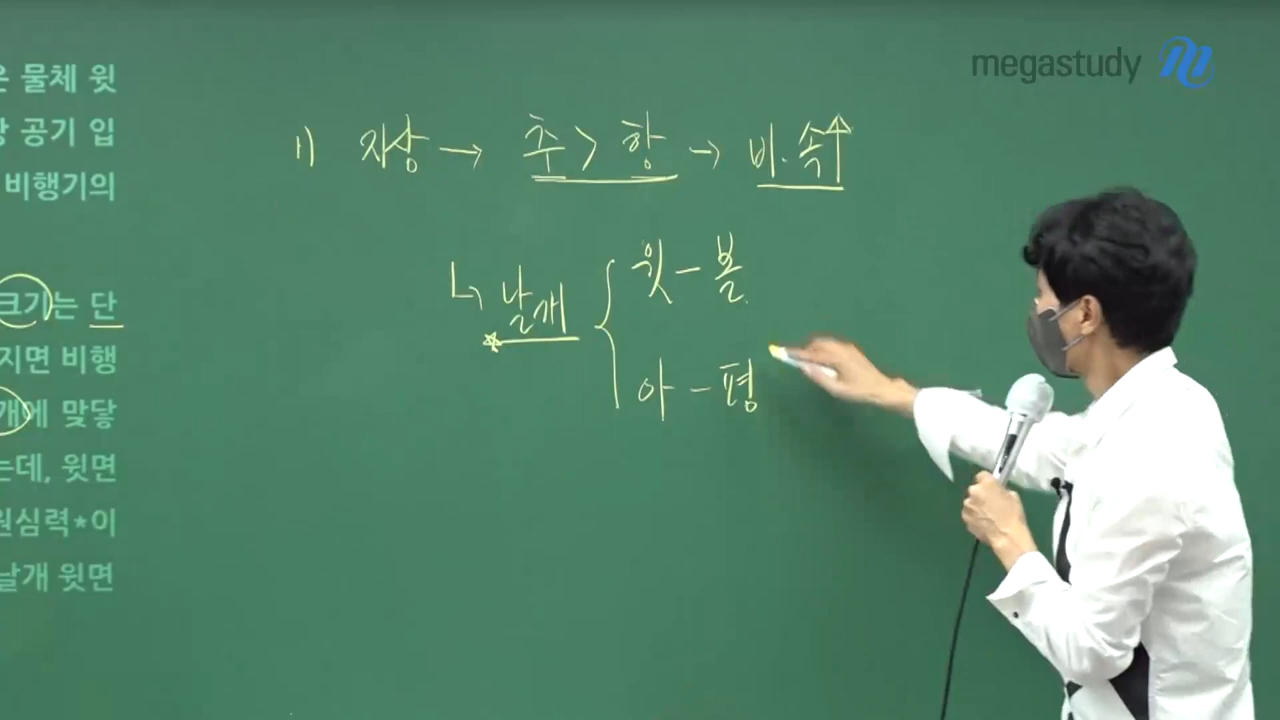 megastudy
은 물체 윗
상 공기 입
비행기의
크기는 단
지면 비행
개에 맞닿
는데, 윗면
원심력*이
날개 윗면
1) 지상 → 추 > 항 → 비.속↑
↳ 날개 { 윗 - 볼
아 - 평